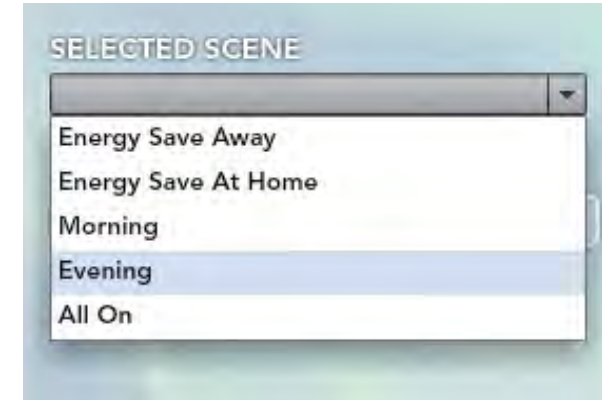 SELECTED SCENE
Energy Save Away
Energy Save At Home
Morning
Evening
All On